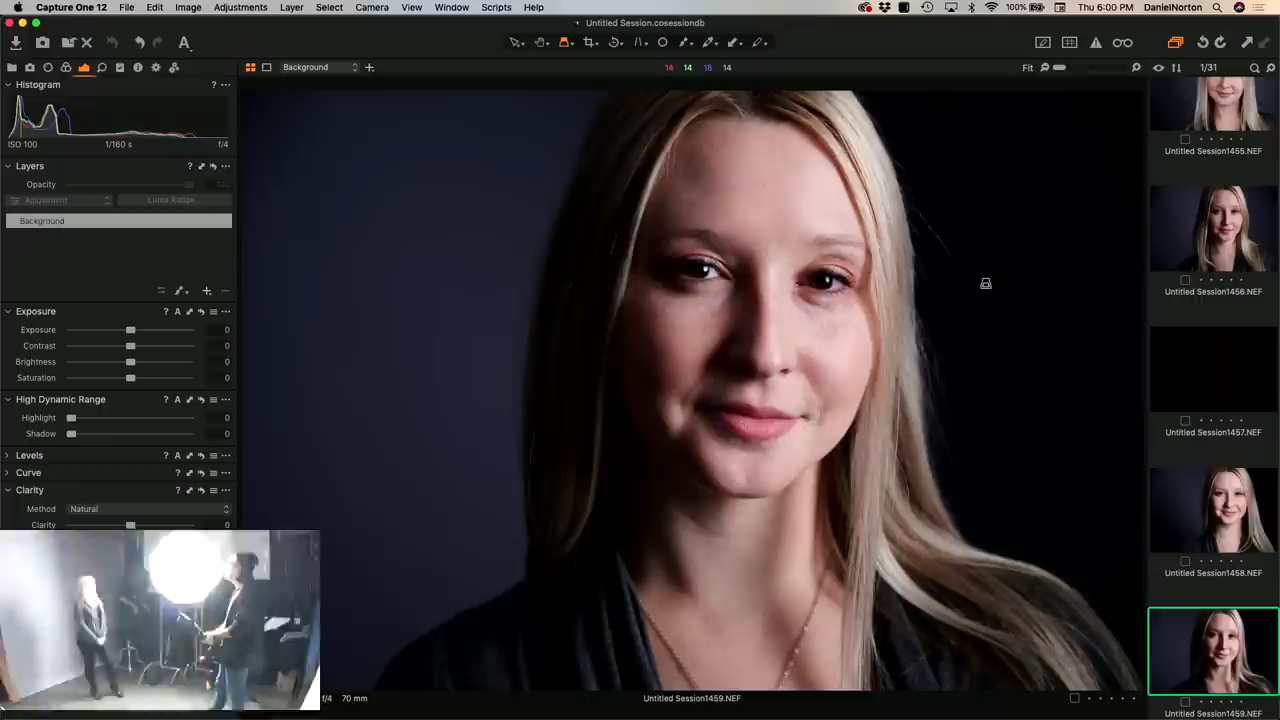 Capture One 12 File Edit Image Adjustments Layer Select Camera View Window Scripts Help 100% Thu 6:00 PM DanielNorton
Untitled Session.cosessiondb
Background 14 14 18 14 Fit 1/31
Histogram ? ...
ISO 100 1/160 s f/4
Layers ? ...
Opacity 100
Adjustment Luma Range...
Background
Exposure ? A ...
Exposure 0
Contrast 0
Brightness 0
Saturation 0
High Dynamic Range ? A ...
Highlight 0
Shadow 0
Levels ? A ...
Curve ? ...
Clarity ? ...
Method Natural
Clarity 0
f/4 70 mm
Untitled Session1459.NEF
Untitled Session1455.NEF
Untitled Session1456.NEF
Untitled Session1457.NEF
Untitled Session1458.NEF
Untitled Session1459.NEF